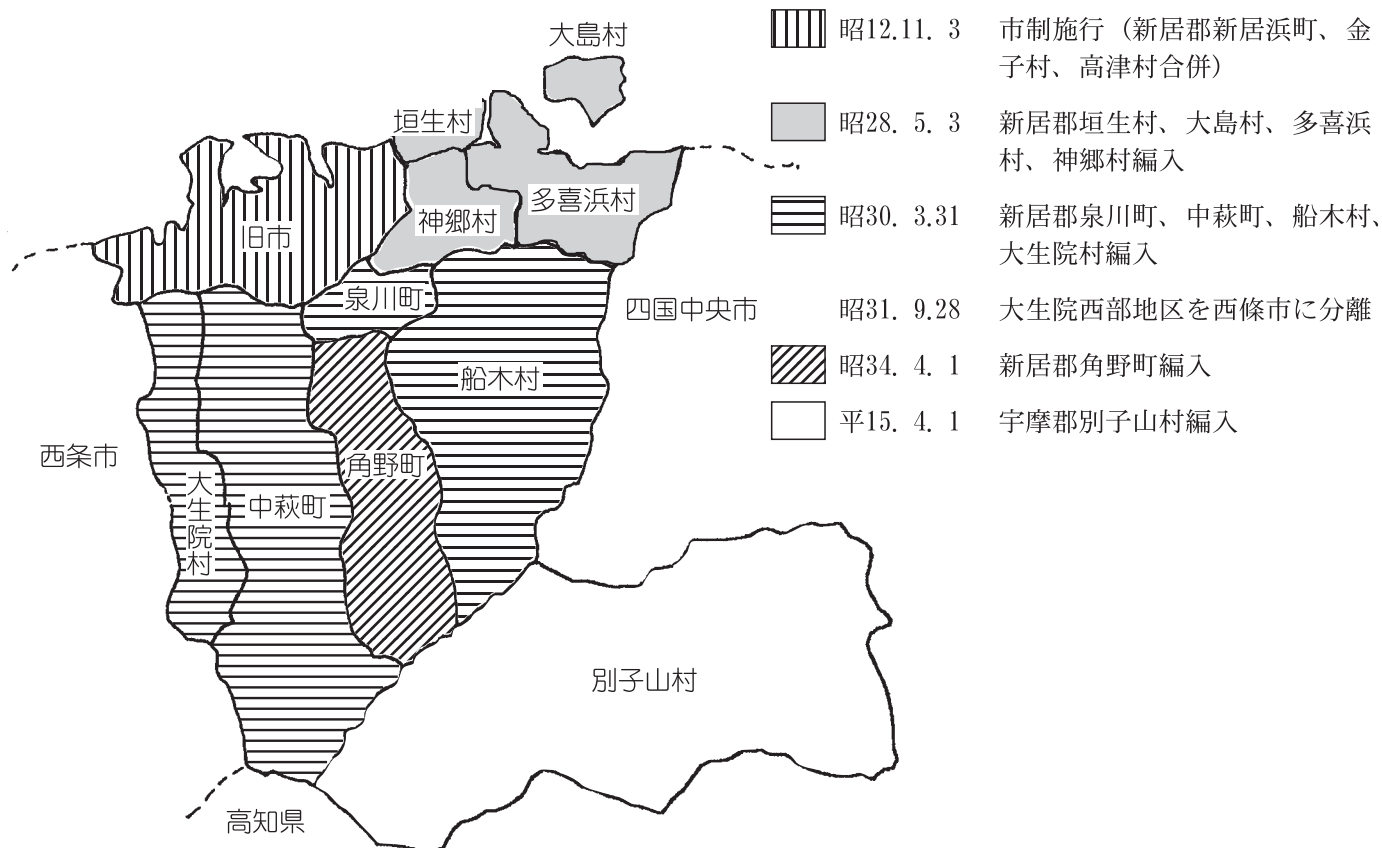 大島村
垣生村
多喜浜村
神郷村
旧市
泉川町
四国中央市
船木村
西条市
角野町
大生院村
中萩町
別子山村
高知県
昭12.11. 3 市制施行(新居郡新居浜町、金
子村、高津村合併)
昭28. 5. 3 新居郡垣生村、大島村、多喜浜
村、神郷村編入
昭30. 3.31 新居郡泉川町、中萩町、船木村、
大生院村編入
昭31. 9.28 大生院西部地区を西條市に分離
昭34. 4. 1 新居郡角野町編入
平15. 4. 1 宇摩郡別子山村編入